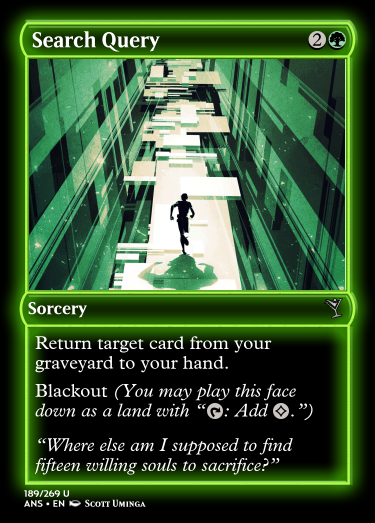 Search Query 2
Sorcery
Return target card from your
graveyard to your hand.
Blackout (You may play this face
down as a land with “: Add .”)
“Where else am I supposed to find
fifteen willing souls to sacrifice?”
189/269 U
ANS • EN Scott Uminga